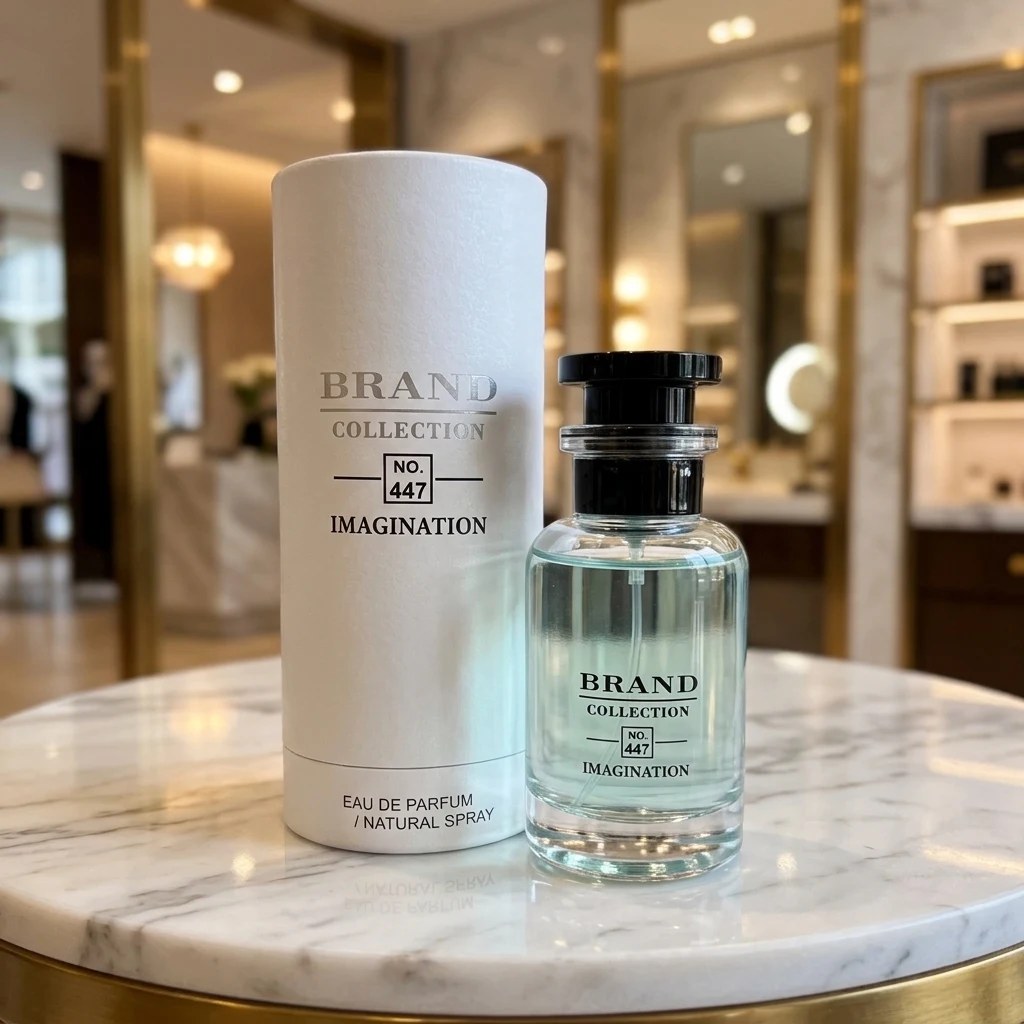 BRAND
COLLECTION
NO.
447
IMAGINATION
EAU DE PARFUM
/ NATURAL SPRAY
BRAND
COLLECTION
NO.
447
IMAGINATION